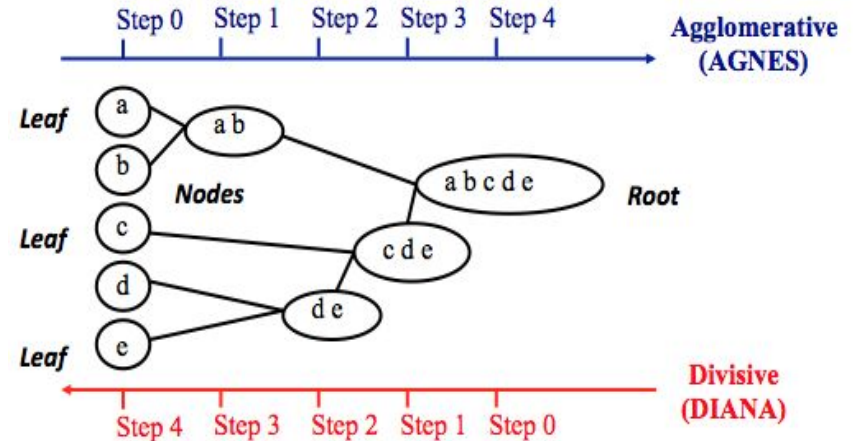 Step 0 Step 1 Step 2 Step 3 Step 4
Agglomerative
(AGNES)
Leaf
a
a b
b
Nodes
a b c d e
Root
Leaf
c
c d e
d
d e
Leaf
e
Divisive
(DIANA)
Step 4 Step 3 Step 2 Step 1 Step 0